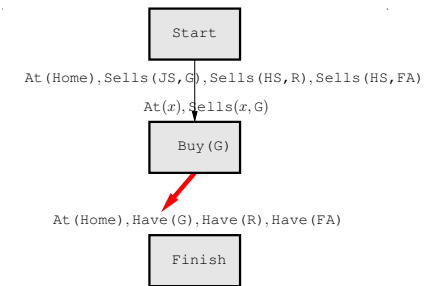 Start
At(Home),Sells(JS,G),Sells(HS,R),Sells(HS,FA)
At(x),Sells(x,G)
Buy(G)
At(Home),Have(G),Have(R),Have(FA)
Finish